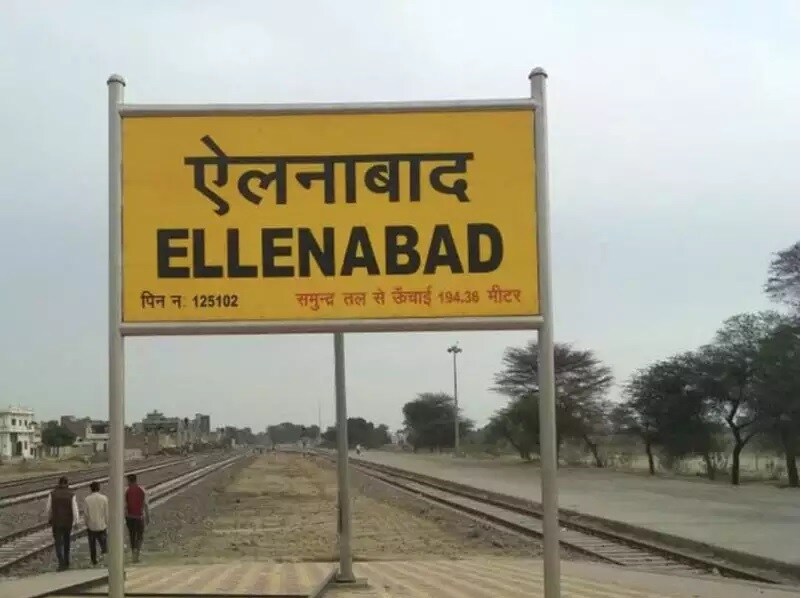 ऐलनाबाद
ELLENABAD
पिन न: 125102 समुन्द्र तल से ऊँचाई 194.36 मीटर